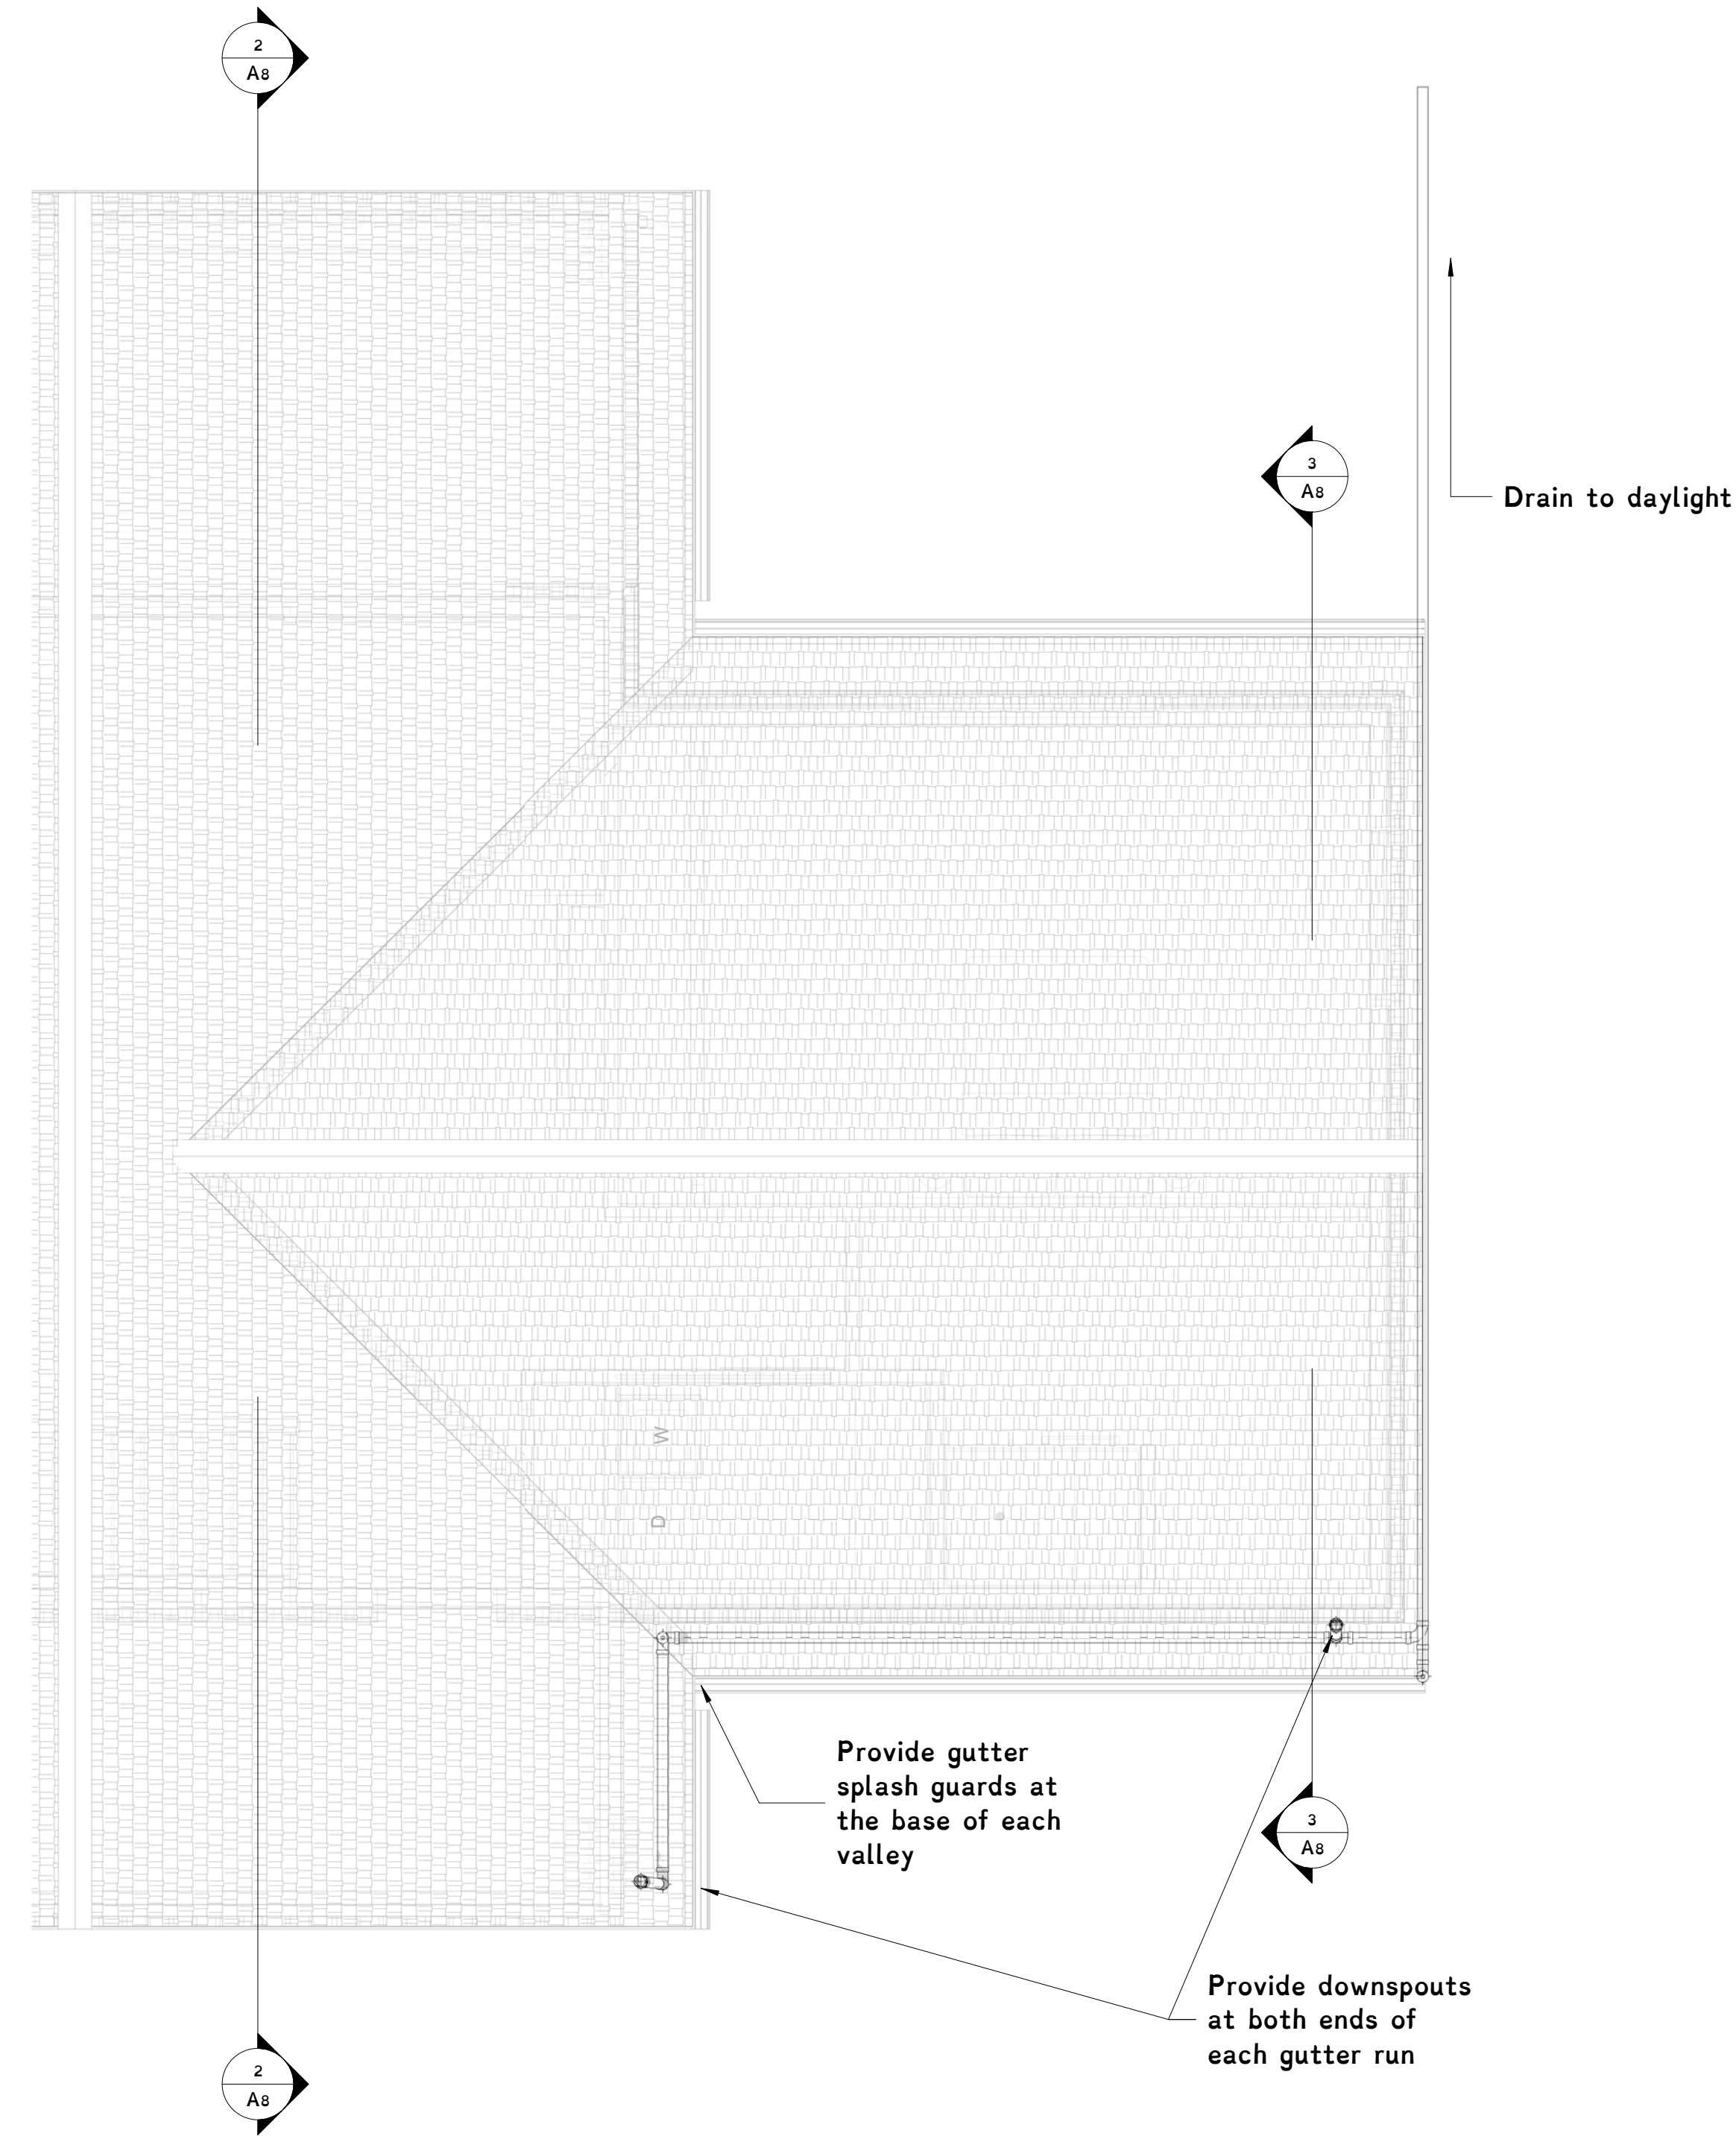 2
A8
3
A8
Drain to daylight
W
D
Provide gutter
splash guards at
the base of each
valley
3
A8
Provide downspouts
at both ends of
each gutter run
2
A8